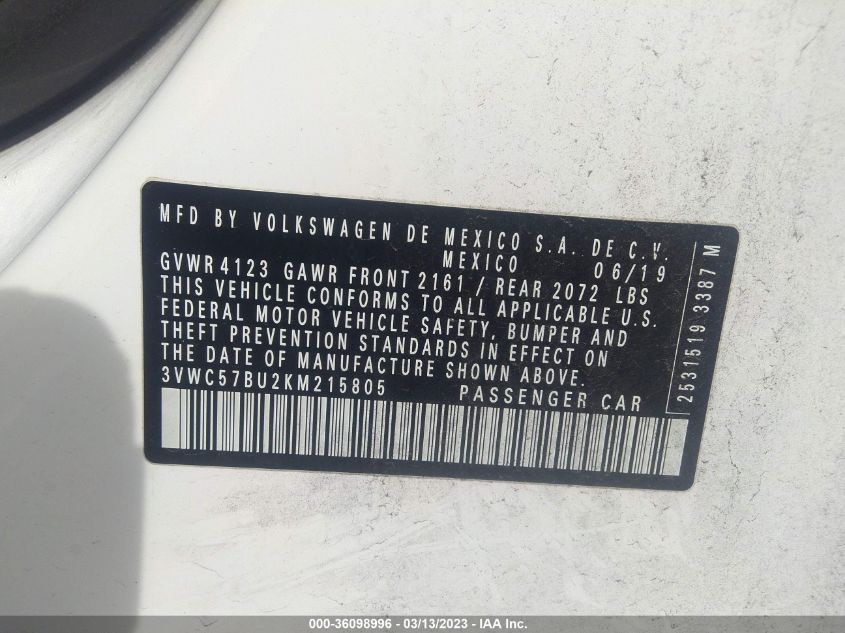 MFD BY VOLKSWAGEN DE MEXICO S.A. DE C.V.
MEXICO 06/19
GVWR 4123 GAWR FRONT 2161 / REAR 2072 LBS
THIS VEHICLE CONFORMS TO ALL APPLICABLE U.S.
FEDERAL MOTOR VEHICLE SAFETY, BUMPER AND
THEFT PREVENTION STANDARDS IN EFFECT ON
THE DATE OF MANUFACTURE SHOWN ABOVE.
3VWC57BU2KM215805 PASSENGER CAR
2531519 3387 M
000-36098996 - 03/13/2023 - IAA Inc.